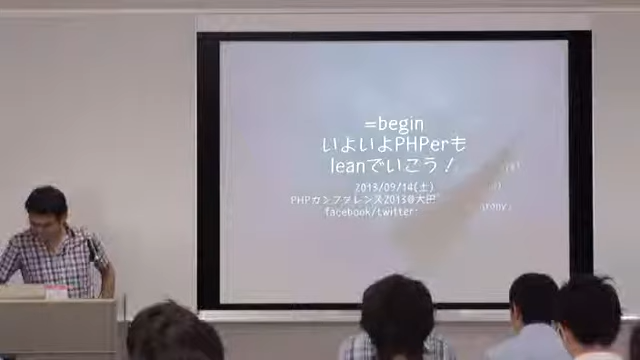 =begin
いよいよPHPerも
leanでいこう!
2013/09/14(土)
PHPカンファレンス2013@大田
facebook/twitter: